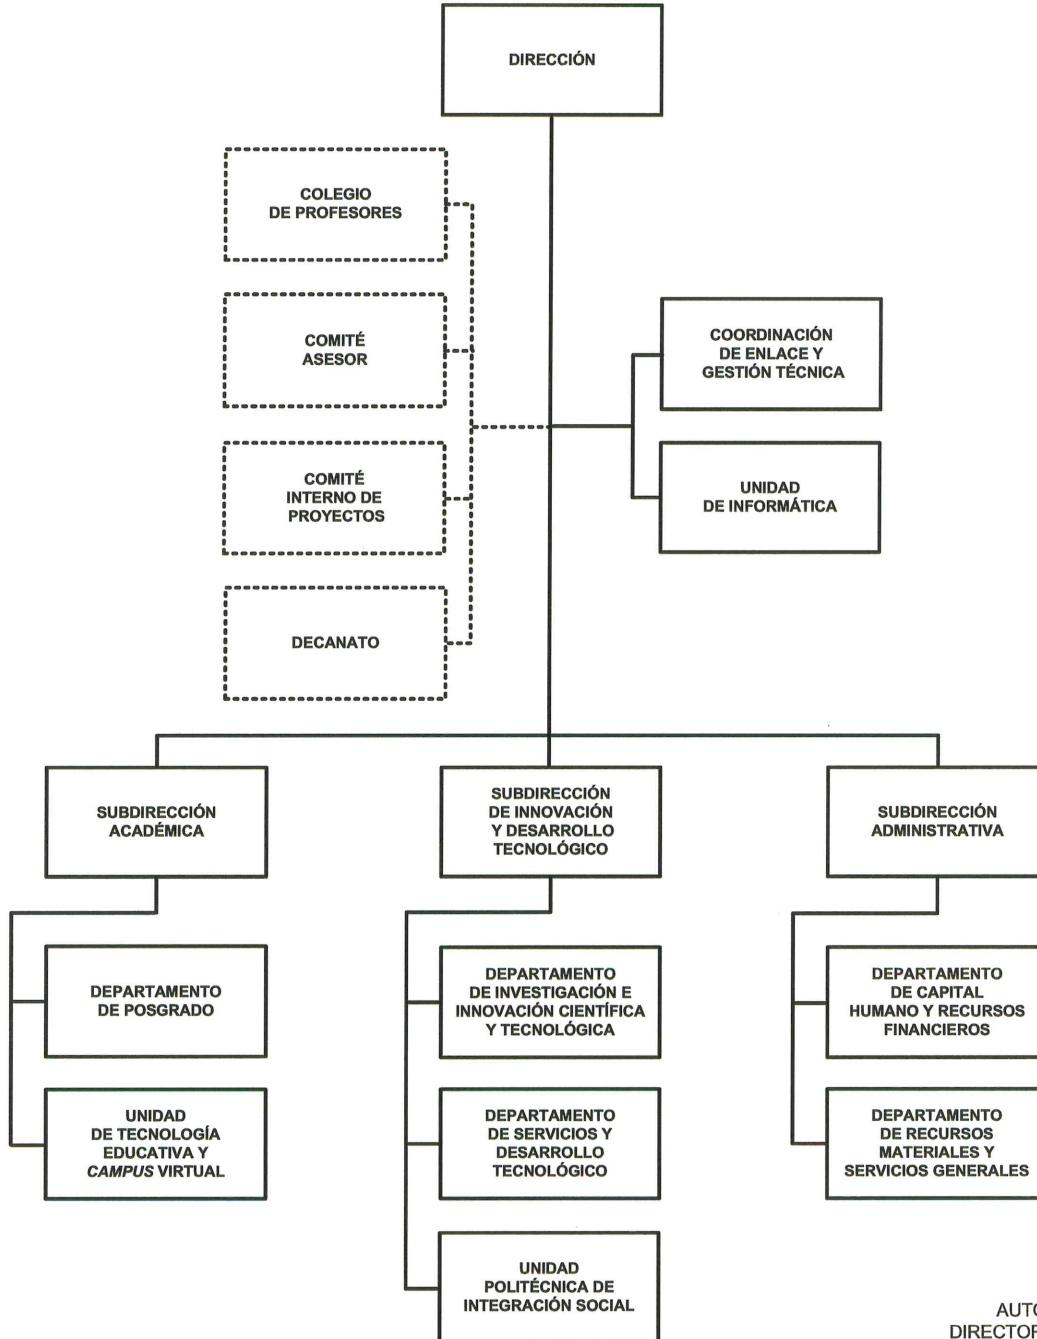 DIRECCIÓN
COLEGIO
DE PROFESORES
COMITÉ
ASESOR
COORDINACIÓN
DE ENLACE Y
GESTIÓN TÉCNICA
COMITÉ
INTERNO DE
PROYECTOS
UNIDAD
DE INFORMÁTICA
DECANATO
SUBDIRECCIÓN
ACADÉMICA
SUBDIRECCIÓN
DE INNOVACIÓN
Y DESARROLLO
TECNOLÓGICO
SUBDIRECCIÓN
ADMINISTRATIVA
DEPARTAMENTO
DE POSGRADO
DEPARTAMENTO
DE INVESTIGACIÓN E
INNOVACIÓN CIENTÍFICA
Y TECNOLÓGICA
DEPARTAMENTO
DE CAPITAL
HUMANO Y RECURSOS
FINANCIEROS
UNIDAD
DE TECNOLOGÍA
EDUCATIVA Y
CAMPUS VIRTUAL
DEPARTAMENTO
DE SERVICIOS Y
DESARROLLO
TECNOLÓGICO
DEPARTAMENTO
DE RECURSOS
MATERIALES Y
SERVICIOS GENERALES
UNIDAD
POLITÉCNICA DE
INTEGRACIÓN SOCIAL
AUTO
DIRECTOR